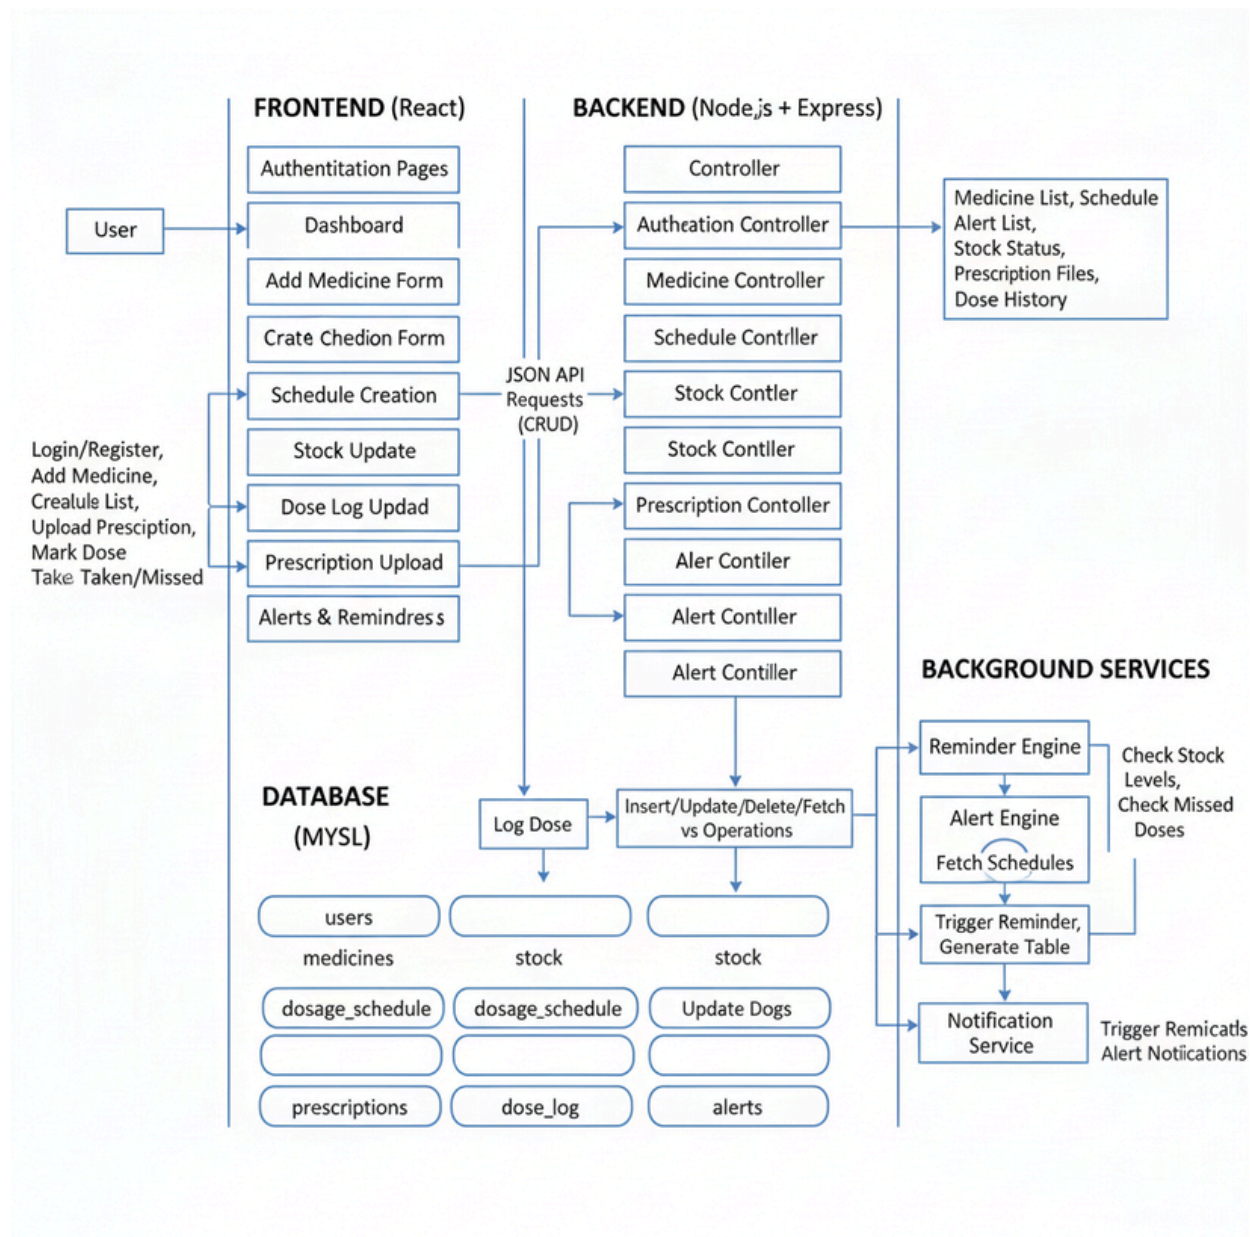 FRONTEND (React)
Authentitation Pages
Dashboard
Add Medicine Form
Crate Chedion Form
Schedule Creation
Stock Update
Dose Log Updad
Prescription Upload
Alerts & Remindress
User
Login/Register,
Add Medicine,
Crealule List,
Upload Presciption,
Mark Dose
Take Taken/Missed
JSON API
Requests
(CRUD)
BACKEND (Node,js + Express)
Controller
Authcation Controller
Medicine Controller
Schedule Contrller
Stock Contler
Stock Contller
Prescription Contoller
Aler Contiler
Alert Contiller
Alert Contiller
Medicine List, Schedule
Alert List,
Stock Status,
Prescription Files,
Dose History
DATABASE
(MYSL)
Log Dose
Insert/Update/Delete/Fetch
vs Operations
users
medicines
stock
stock
dosage_schedule
dosage_schedule
Update Dogs
prescriptions
dose_log
alerts
BACKGROUND SERVICES
Reminder Engine
Alert Engine
Fetch Schedules
Trigger Reminder,
Generate Table
Notification
Service
Check Stock
Levels,
Check Missed
Doses
Trigger Remicatls
Alert Notiications